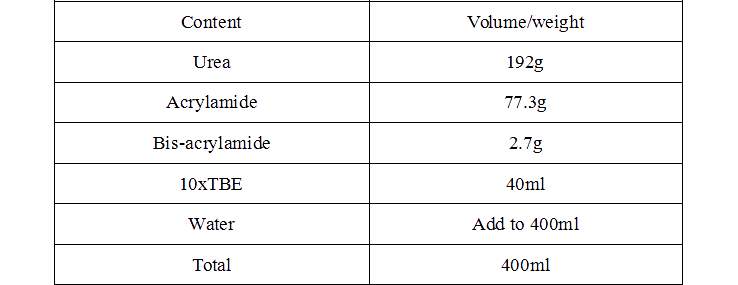 Content Volume/weight
Urea 192g
Acrylamide 77.3g
Bis-acrylamide 2.7g
10xTBE 40ml
Water Add to 400ml
Total 400ml